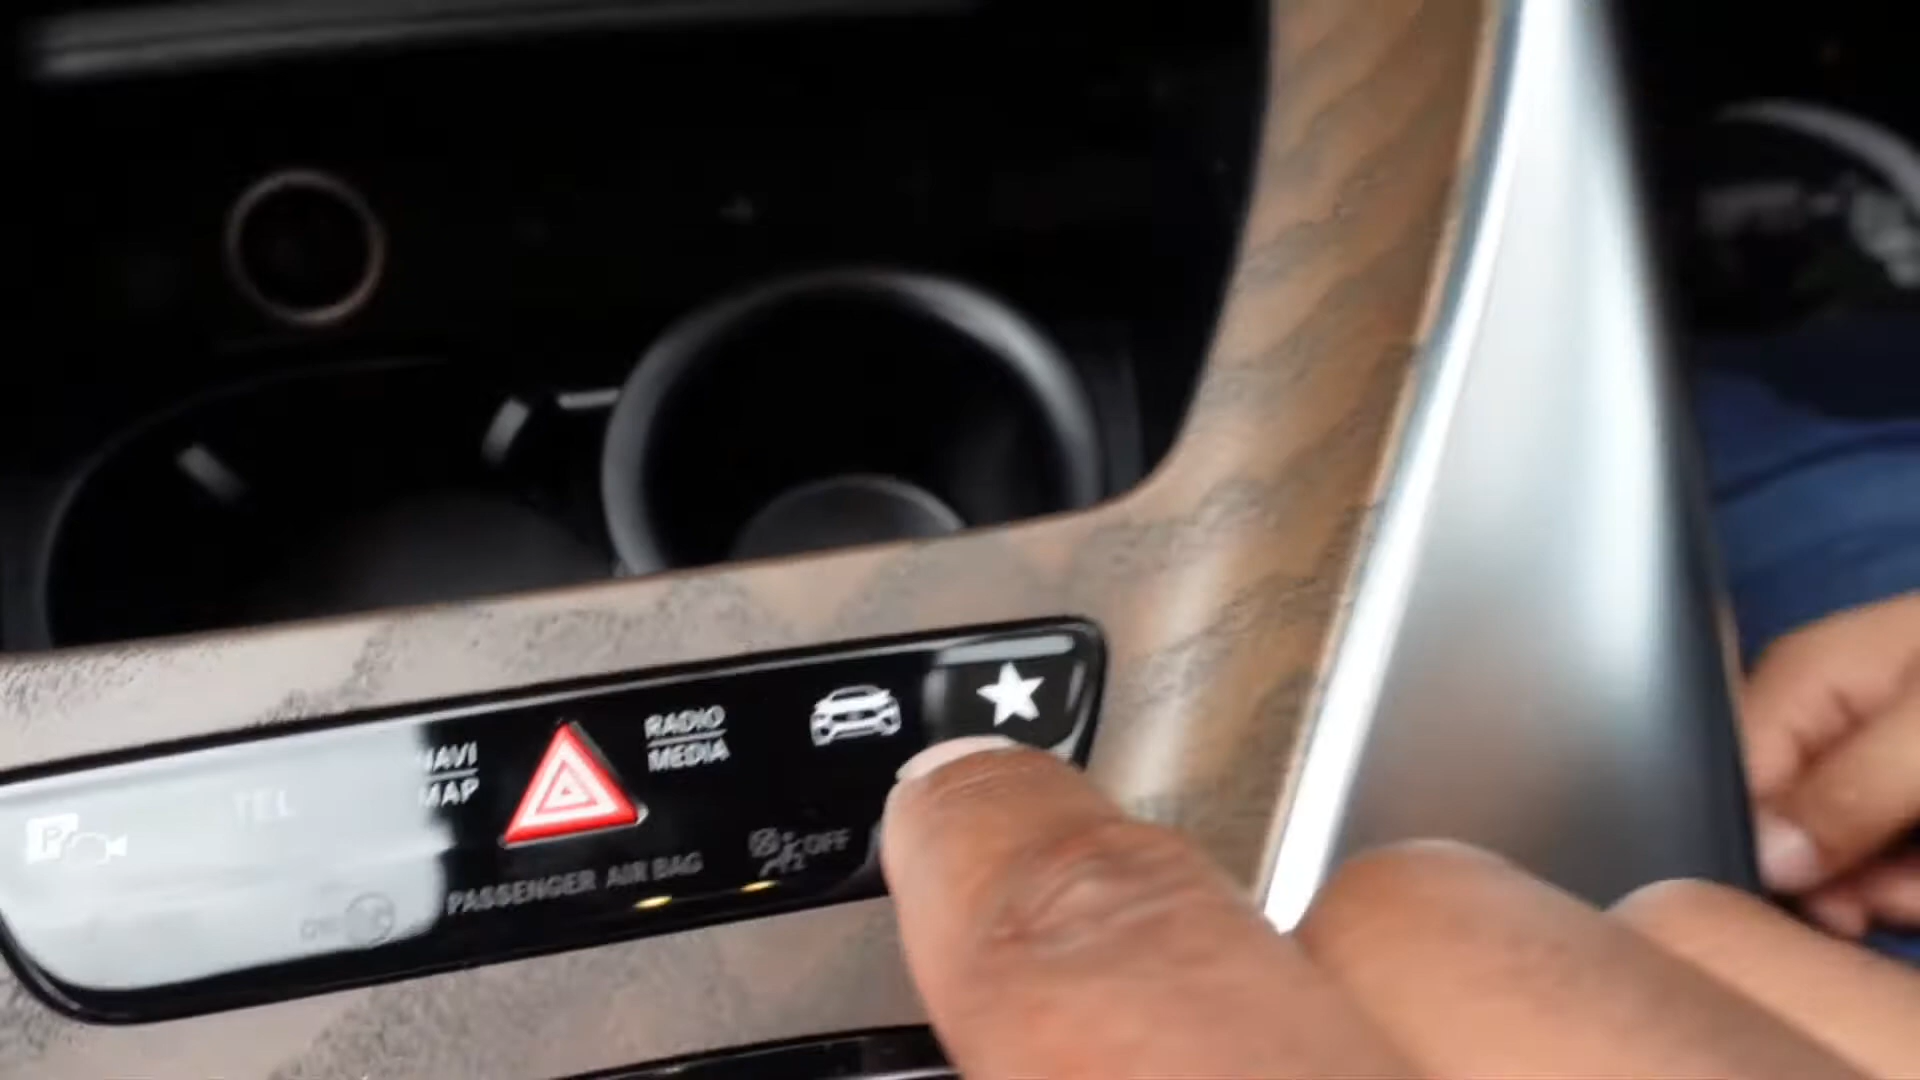 P
TEL
NAVI
MAP
RADIO
MEDIA
PASSENGER AIR BAG
OFF